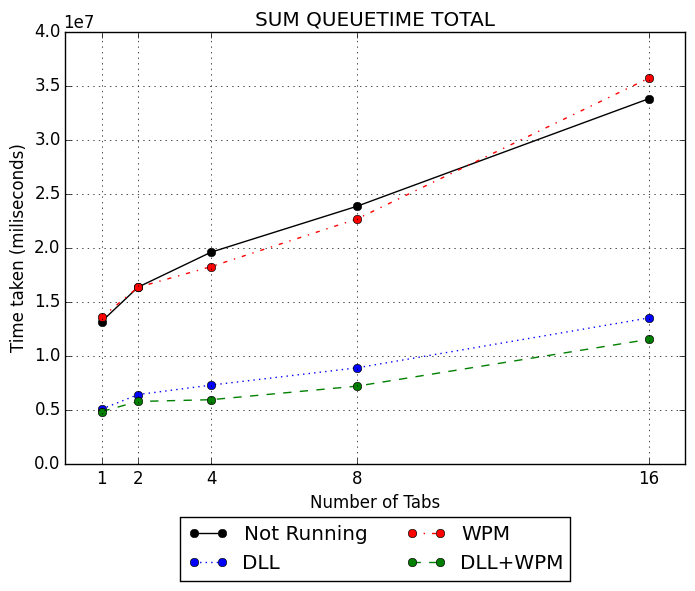 SUM QUEUETIME TOTAL
1e7
4.0
3.5
3.0
2.5
2.0
1.5
1.0
0.5
0.0
Time taken (miliseconds)
1 2 4 8 16
Number of Tabs
Not Running WPM
DLL DLL+WPM